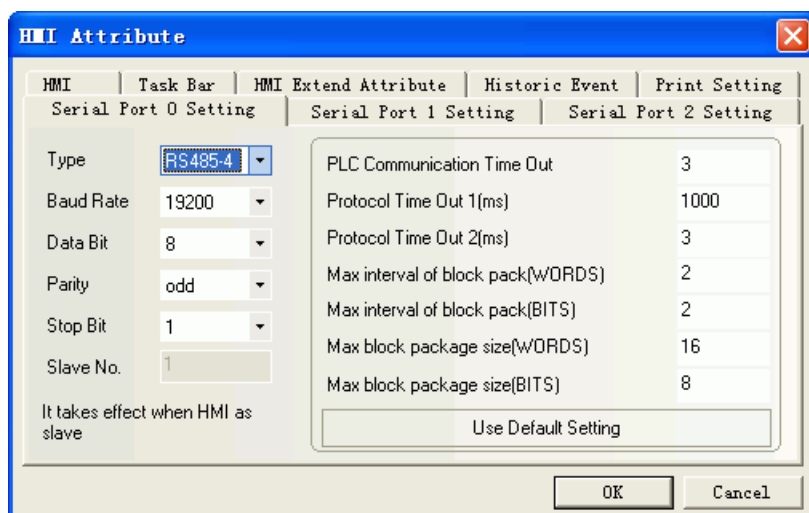 HMI Attribute
HMI Task Bar HMI Extend Attribute Historic Event Print Setting
Serial Port 0 Setting Serial Port 1 Setting Serial Port 2 Setting
Type RS485-4
Baud Rate 19200
Data Bit 8
Parity odd
Stop Bit 1
Slave No. 1
It takes effect when HMI as
slave
PLC Communication Time Out 3
Protocol Time Out 1(ms) 1000
Protocol Time Out 2(ms) 3
Max interval of block pack(WORDS) 2
Max interval of block pack(BITS) 2
Max block package size(WORDS) 16
Max block package size(BITS) 8
Use Default Setting
OK Cancel